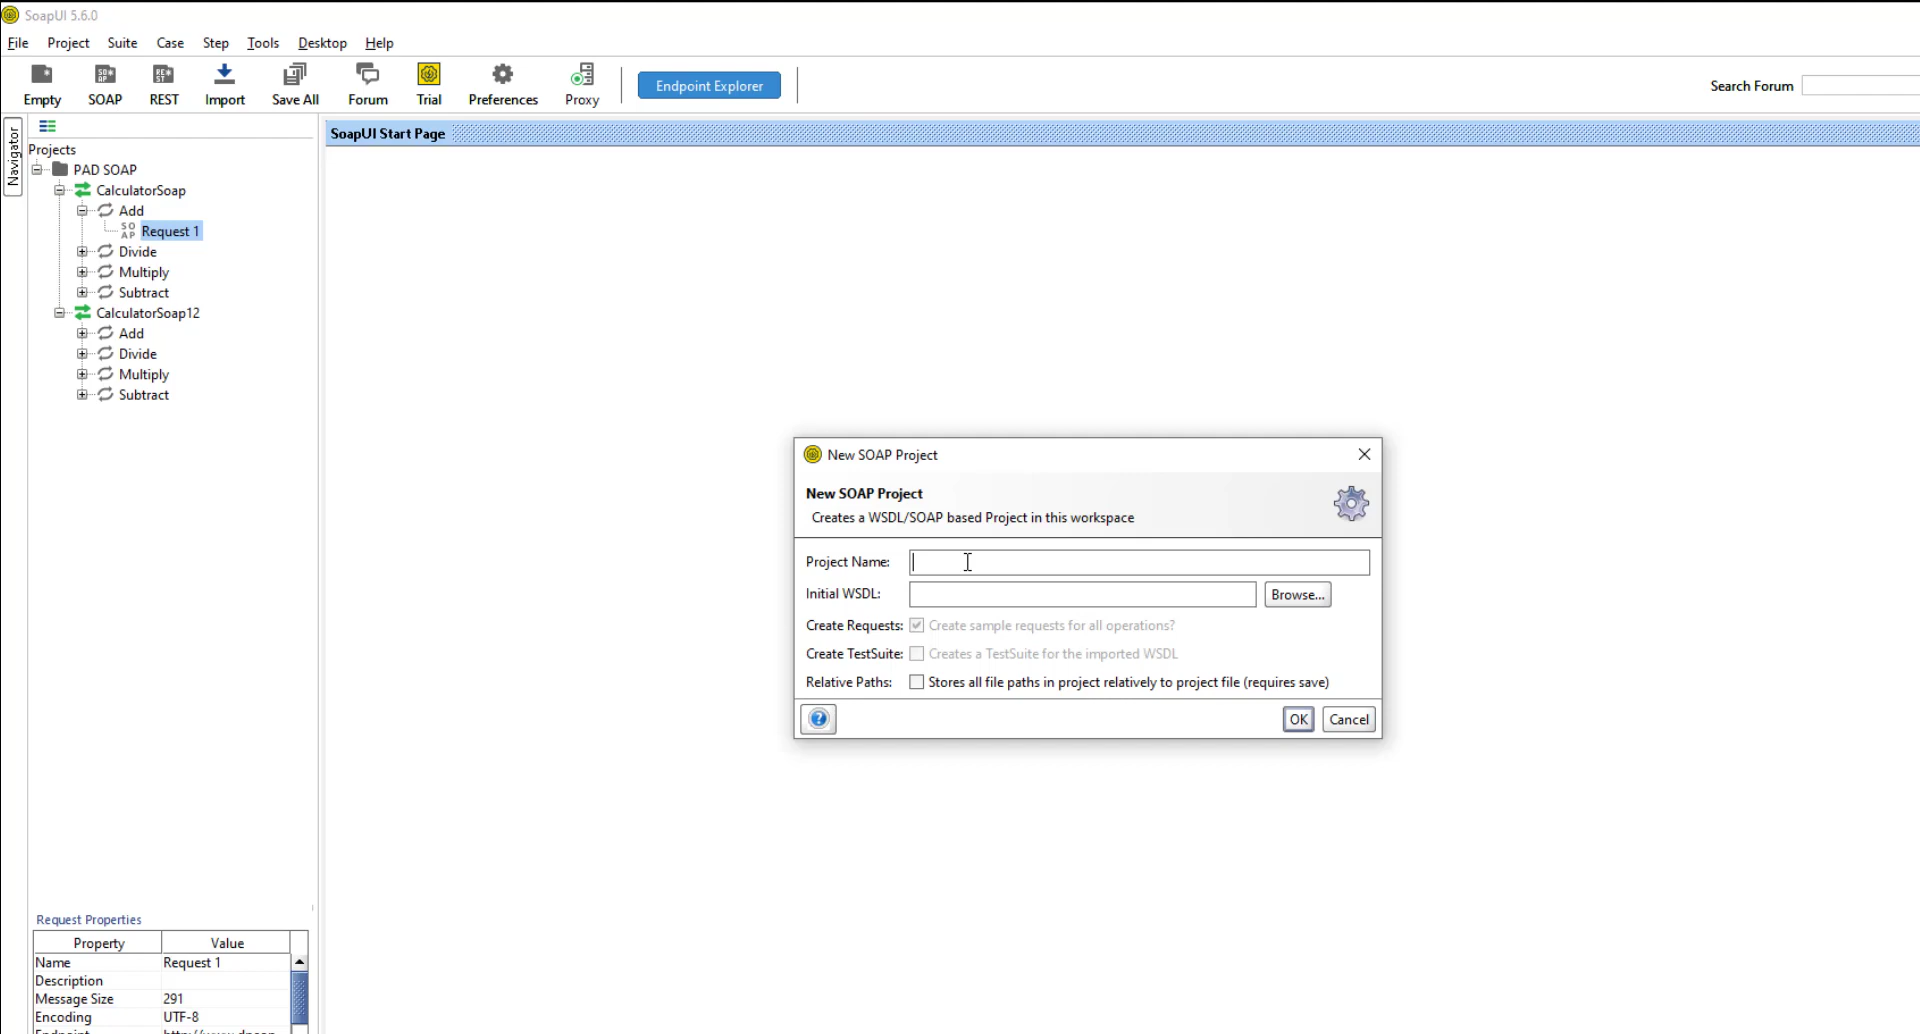 SoapUI 5.6.0
File Project Suite Case Step Tools Desktop Help
Empty SOAP REST Import Save All Forum Trial Preferences Proxy Endpoint Explorer Search Forum
Navigator
SoapUI Start Page
Projects
PAD SOAP
CalculatorSoap
Add
SO AP Request 1
Divide
Multiply
Subtract
CalculatorSoap12
Add
Divide
Multiply
Subtract
New SOAP Project
New SOAP Project
Creates a WSDL/SOAP based Project in this workspace
Project Name:
Initial WSDL: Browse...
Create Requests: Create sample requests for all operations?
Create TestSuite: Creates a TestSuite for the imported WSDL
Relative Paths: Stores all file paths in project relatively to project file (requires save)
? OK Cancel
Request Properties
Property Value
Name Request 1
Description
Message Size 291
Encoding UTF-8